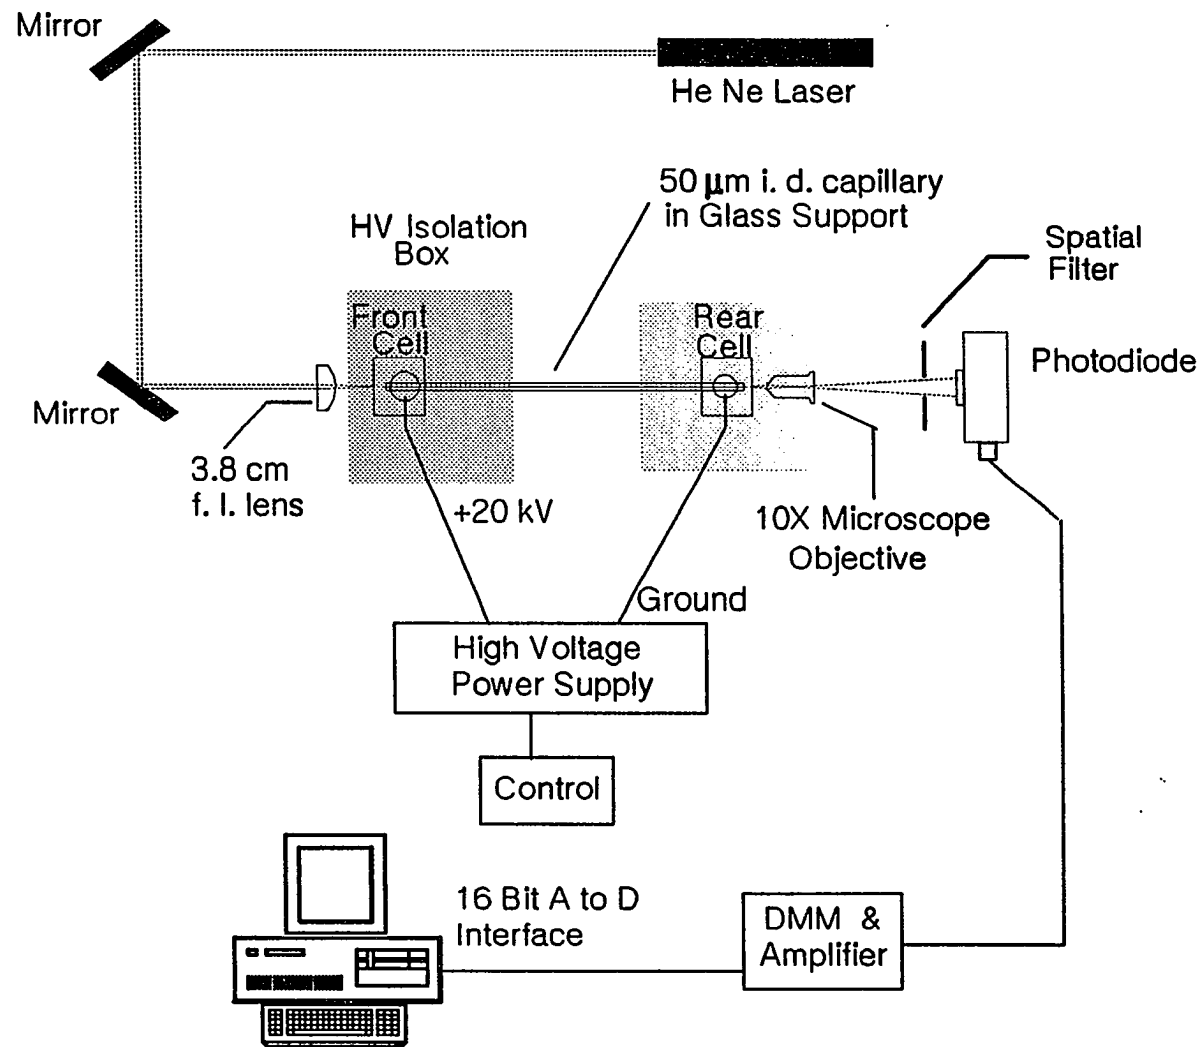 Mirror
He Ne Laser
50 μm i. d. capillary
in Glass Support
HV Isolation
Box
Spatial
Filter
Front
Cell
Rear
Cell
Photodiode
Mirror
3.8 cm
f. l. lens
+20 kV
10X Microscope
Objective
Ground
High Voltage
Power Supply
Control
16 Bit A to D
Interface
DMM &
Amplifier